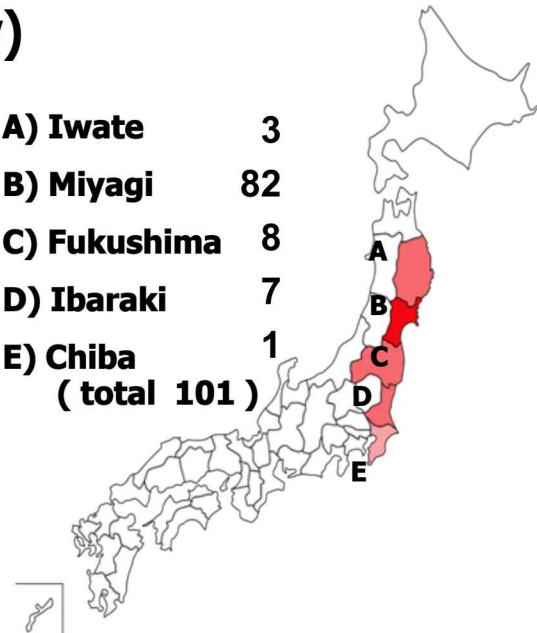 )
A) Iwate 3
B) Miyagi 82
C) Fukushima 8
D) Ibaraki 7
E) Chiba 1
( total 101 )
A
B
C
D
E